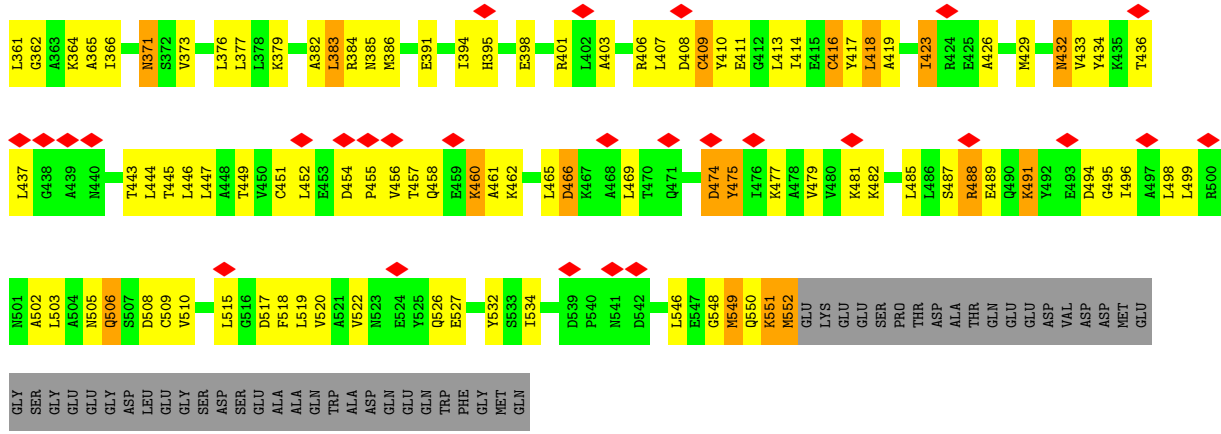 L361 G362 A363 K364 A365 I366 N371 S372 V373 L376 L377 L378 K379 A382 L383 R384 N385 M386 E391 I394 H395 E398 R401 L402 A403 R406 L407 D408 C409 Y410 E411 G412 L413 I414 E415 C416 Y417 L418 A419 I423 R424 E425 A426 M429 N432 V433 Y434 K435 T436
L437 G438 A439 N440 T443 L444 T445 L446 L447 A448 T449 V450 C451 L452 E453 D454 P455 V456 T457 Q458 E459 K460 A461 K462 L465 D466 K467 A468 L469 T470 Q471 D474 Y475 I476 K477 A478 V479 V480 K481 K482 L485 L486 S487 R488 E489 Q490 K491 Y492 E493 D494 G495 I496 A497 L498 L499 R500
N501 A502 L503 A504 N505 Q506 S507 D508 C509 V510 L515 G516 D517 F518 L519 V520 A521 V522 N523 E524 Y525 Q526 E527 Y532 S533 I534 D539 P540 N541 D542 L546 E547 G548 M549 Q550 K551 M552 GLU LYS GLU GLU SER PRO THR ASP ALA THR GLN GLU GLU ASP VAL ASP ASP MET GLU
GLY SER GLY GLU GLU GLY ASP LEU GLU GLY SER ASP SER GLU ALA ALA GLN TRP ALA ASP GLN GLU GLN TRP PHE GLY MET GLN